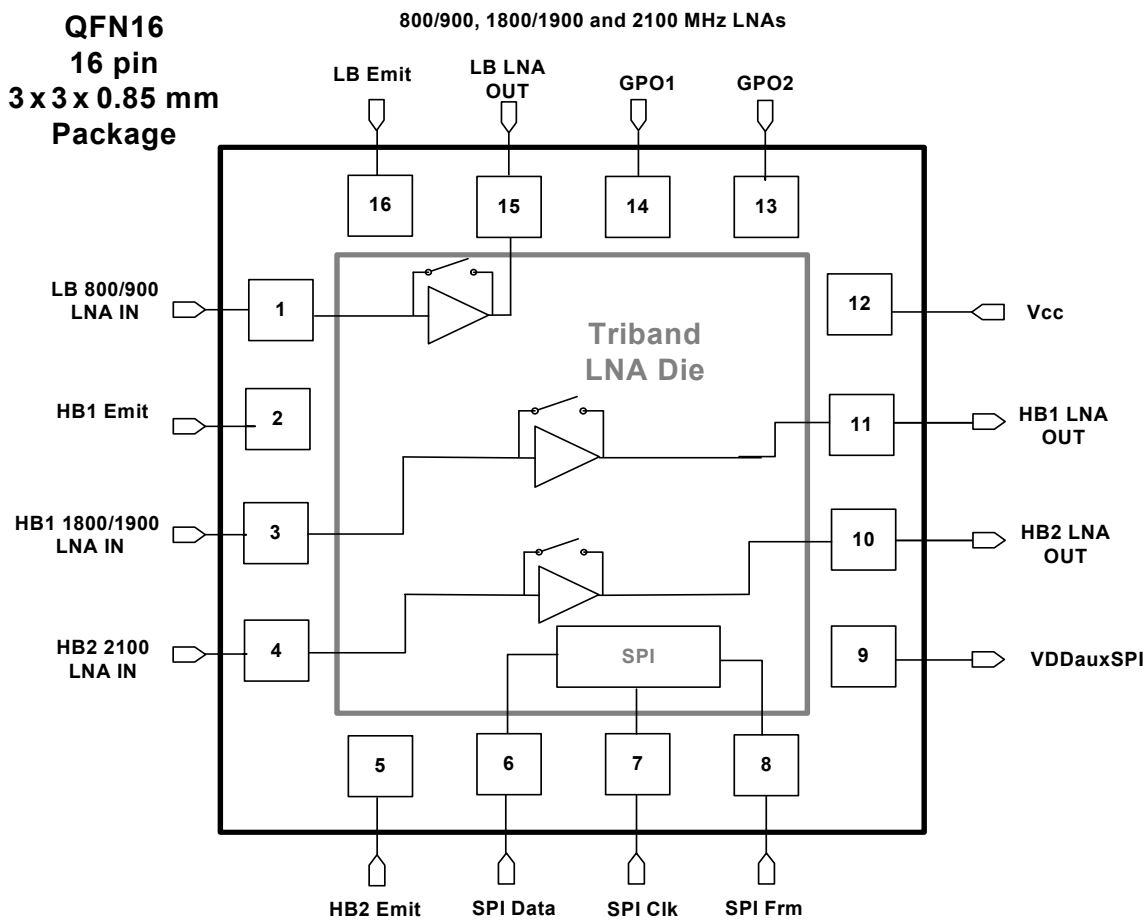 QFN16
16 pin
3 x 3 x 0.85 mm
Package
800/900, 1800/1900 and 2100 MHz LNAs
LB Emit
LB LNA
OUT
GPO1
GPO2
16
15
14
13
LB 800/900
LNA IN
1
12
Vcc
Triband
LNA Die
HB1 Emit
2
11
HB1 LNA
OUT
HB1 1800/1900
LNA IN
3
10
HB2 LNA
OUT
HB2 2100
LNA IN
4
SPI
9
VDDauxSPI
5
6
7
8
HB2 Emit
SPI Data
SPI Clk
SPI Frm